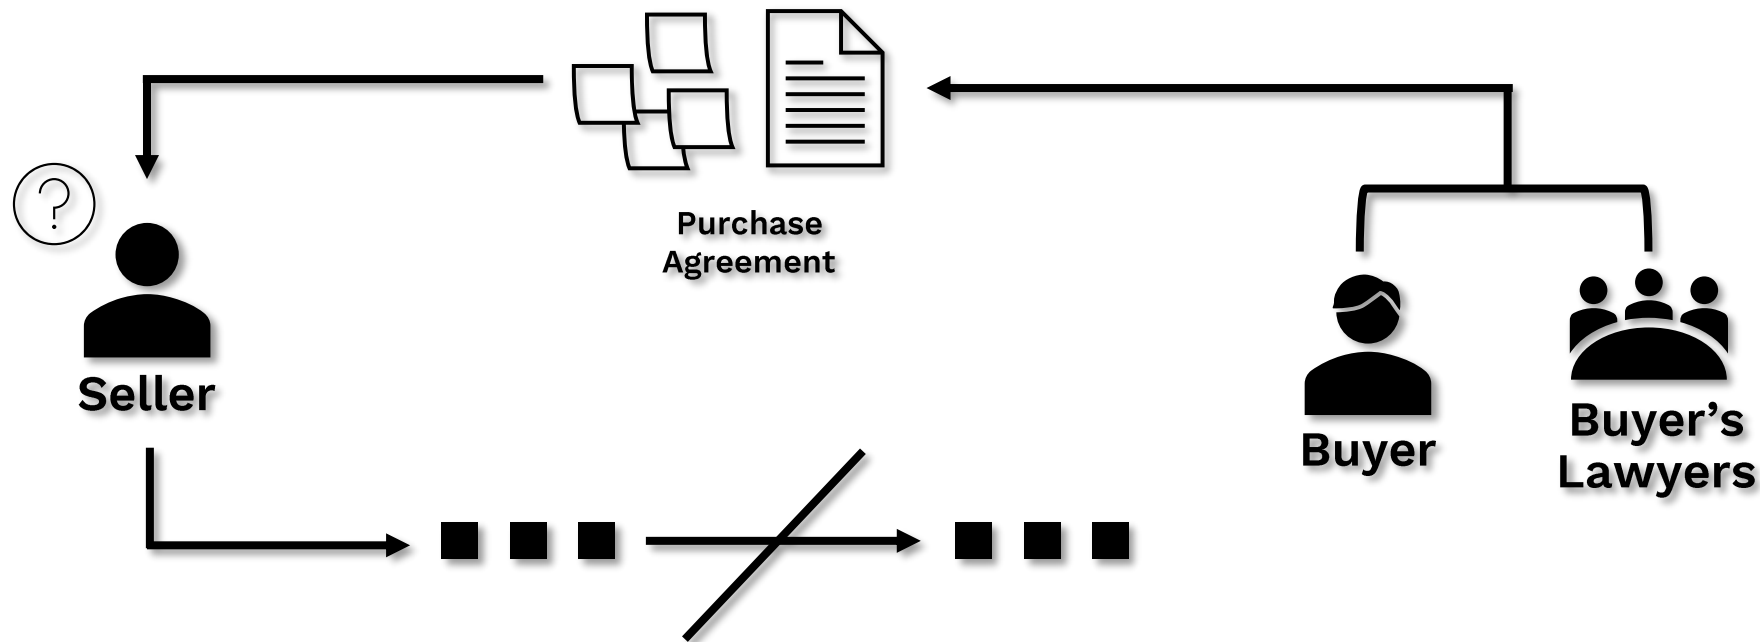 ?
Purchase
Agreement
Seller
Buyer
Buyer’s
Lawyers